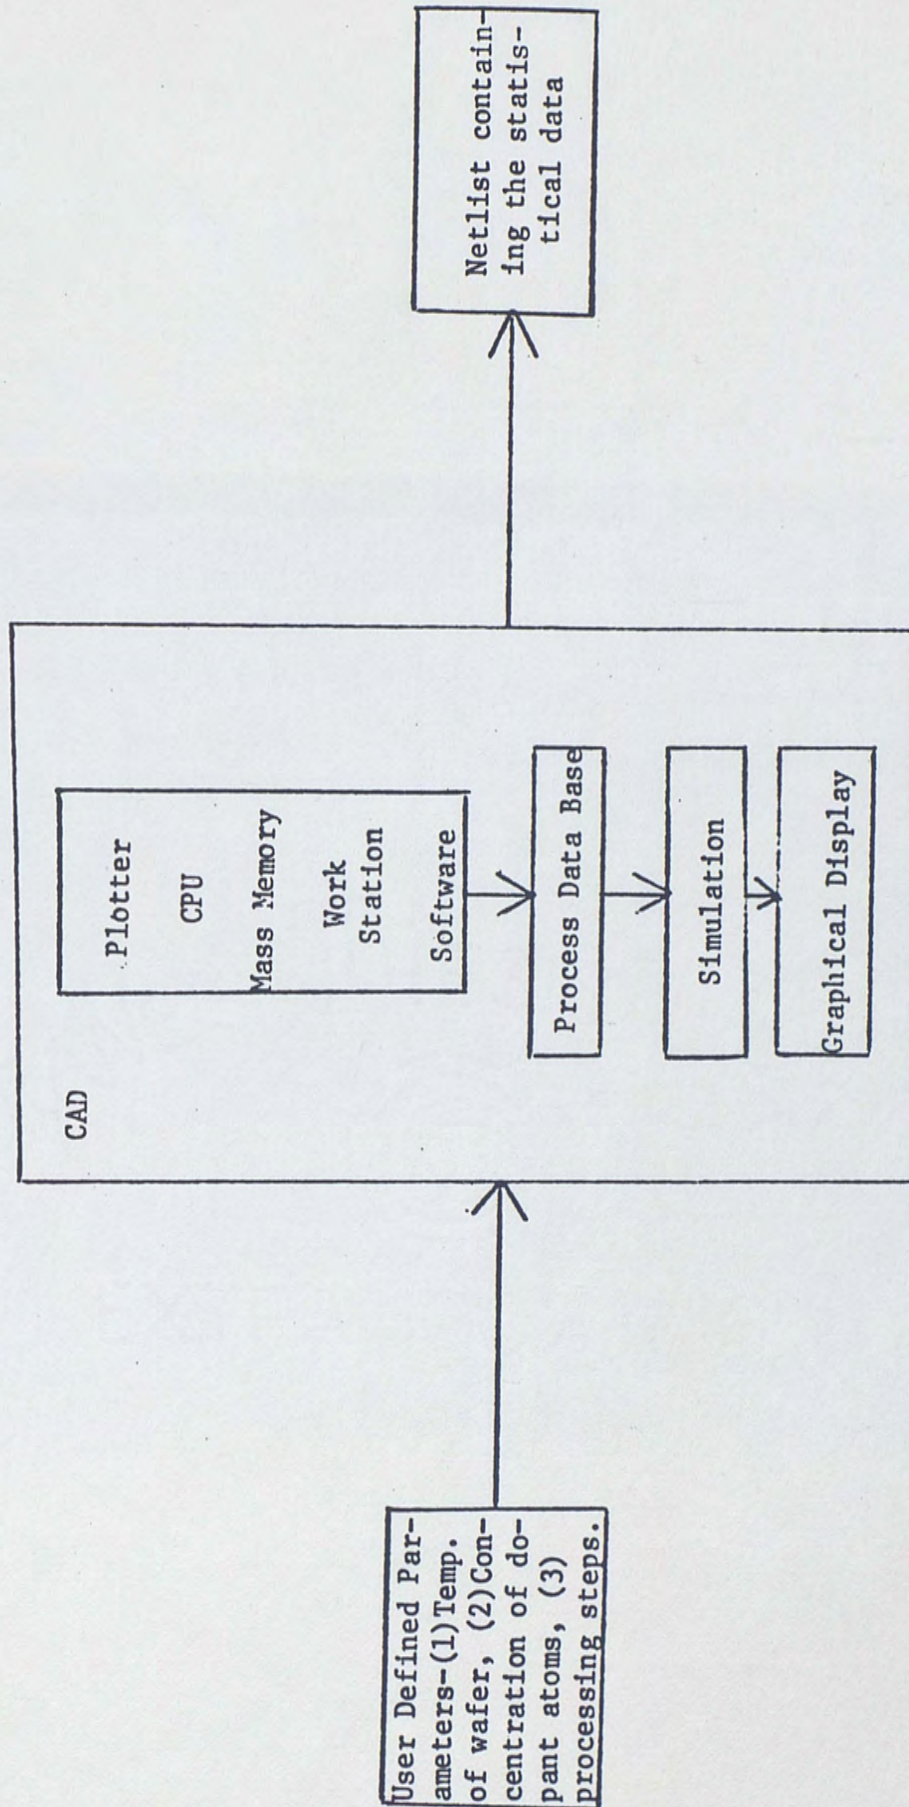 User Defined Par-
ameters-(1)Temp.
of wafer, (2)Con-
centration of do-
pant atoms, (3)
processing steps.
CAD
Plotter
CPU
Mass Memory
Work
Station
Software
Process Data Base
Simulation
Graphical Display
Netlist contain-
ing the statis-
tical data